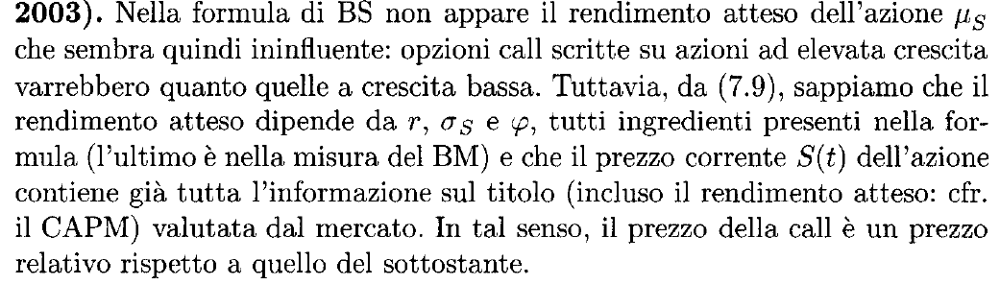 2003). Nella formula di BS non appare il rendimento atteso dell'azione μ_S
che sembra quindi ininfluente: opzioni call scritte su azioni ad elevata crescita
varrebbero quanto quelle a crescita bassa. Tuttavia, da (7.9), sappiamo che il
rendimento atteso dipende da r, σ_S e φ, tutti ingredienti presenti nella for-
mula (l'ultimo è nella misura del BM) e che il prezzo corrente S(t) dell'azione
contiene già tutta l'informazione sul titolo (incluso il rendimento atteso: cfr.
il CAPM) valutata dal mercato. In tal senso, il prezzo della call è un prezzo
relativo rispetto a quello del sottostante.